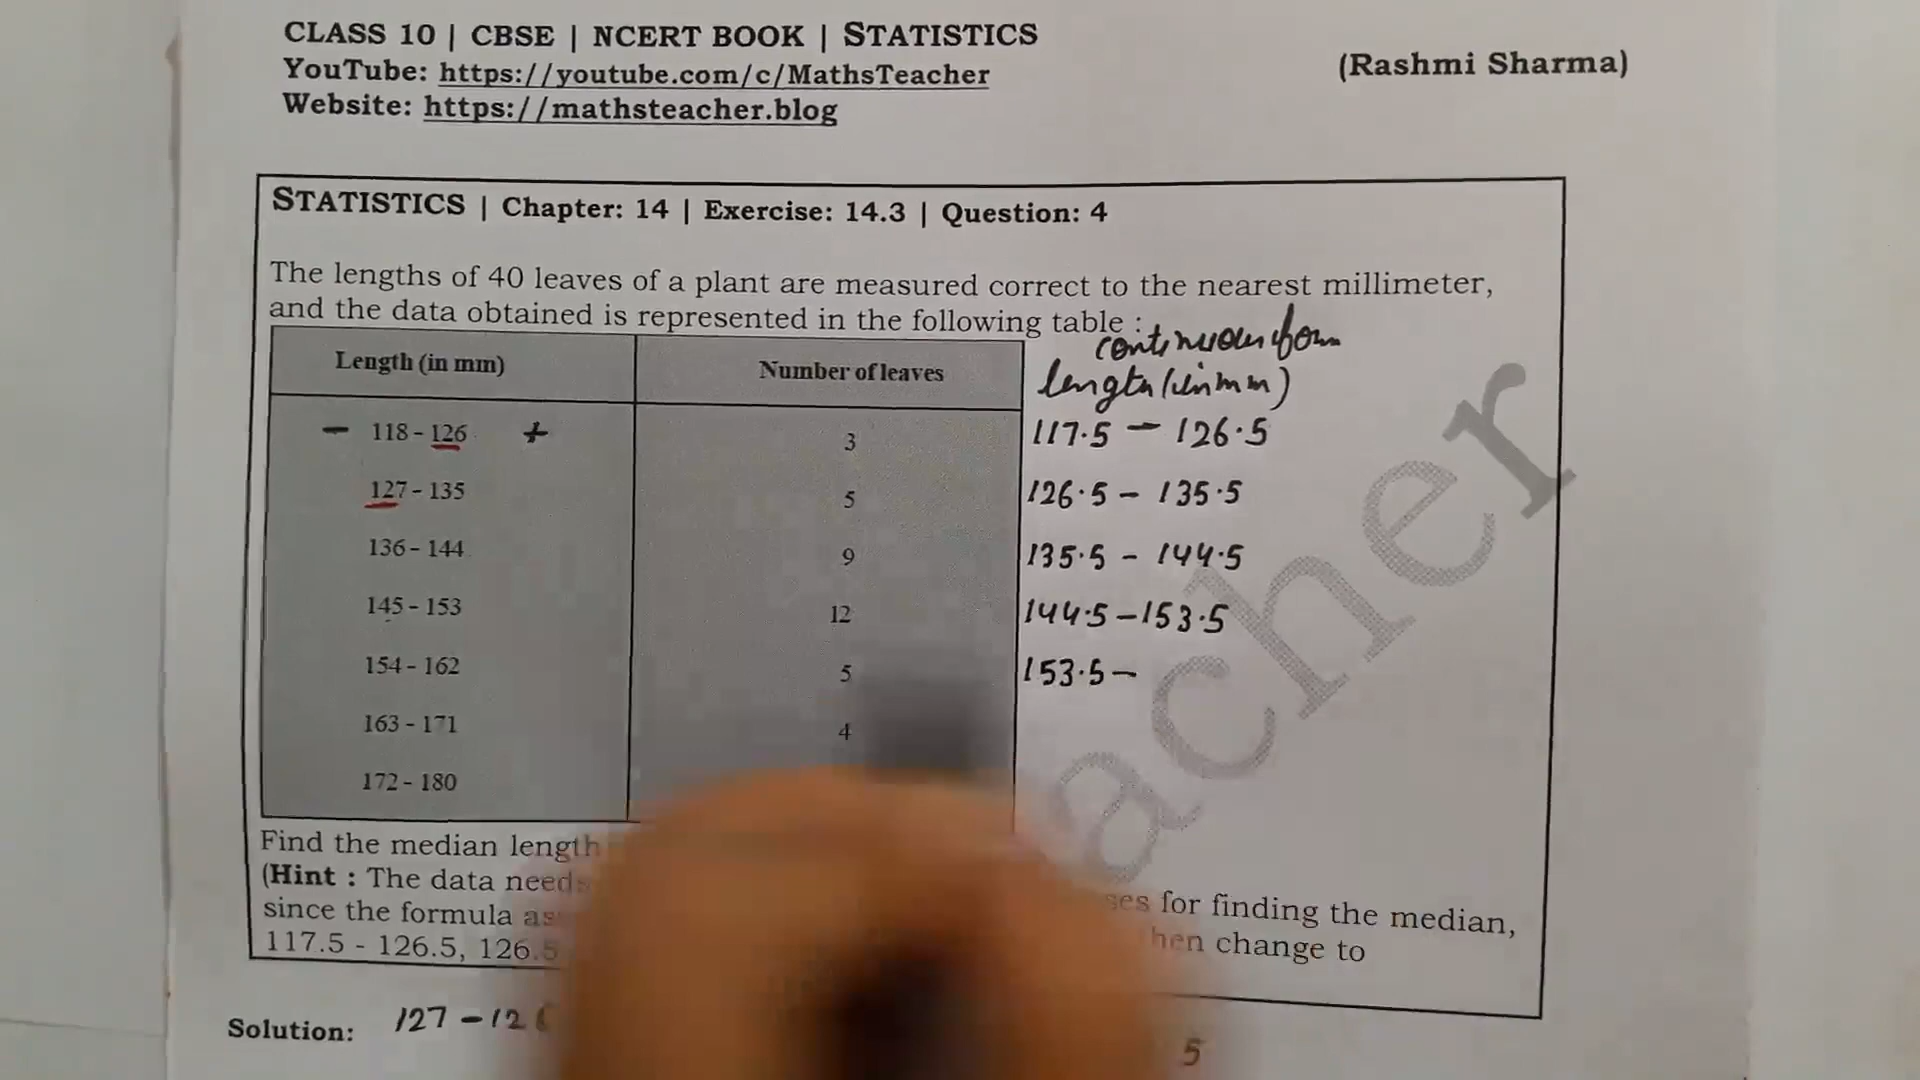 CLASS 10 | CBSE | NCERT BOOK | STATISTICS
YouTube: https://youtube.com/c/MathsTeacher
(Rashmi Sharma)
Website: https://mathsteacher.blog
STATISTICS | Chapter: 14 | Exercise: 14.3 | Question: 4
The lengths of 40 leaves of a plant are measured correct to the nearest millimeter,
and the data obtained is represented in the following table :
continuous form
Length (in mm) Number of leaves length (in mm)
- 118 - 126 + 3 117.5 - 126.5
127 - 135 5 126.5 - 135.5
136 - 144 9 135.5 - 144.5
145 - 153 12 144.5 - 153.5
154 - 162 5 153.5 -
163 - 171 4
172 - 180
Find the median length
(Hint : The data needs
for finding the median,
since the formula
117.5 - 126.5, 126.5
change to
Solution: 127 - 12
5
acher